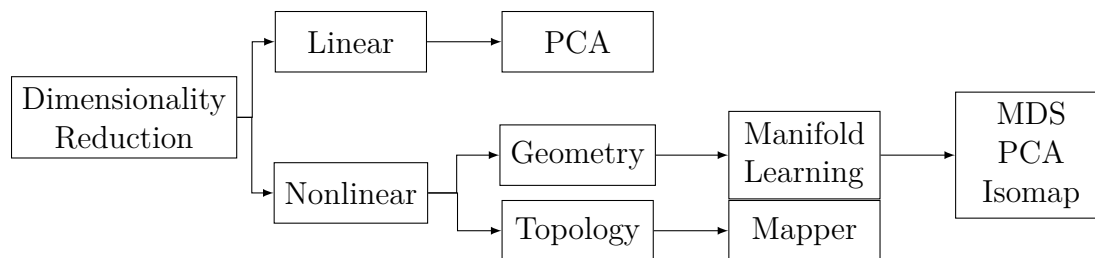 Dimensionality
Reduction
Linear
PCA
Nonlinear
Geometry
Manifold
Learning
MDS
PCA
Isomap
Topology
Mapper